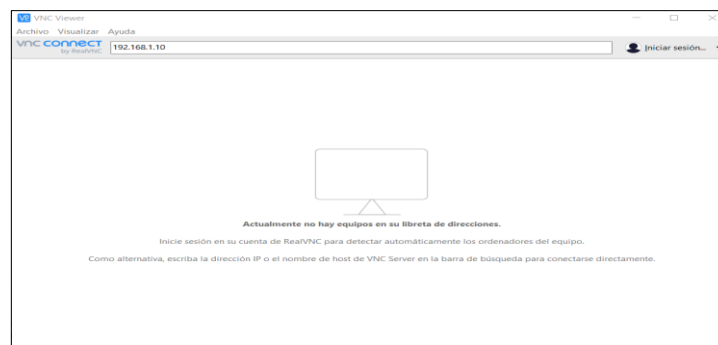 VNC Viewer
Archivo Visualizar Ayuda
vnc connect
by RealVNC
192.168.1.10
Iniciar sesión...
Actualmente no hay equipos en su libreta de direcciones.
Inicie sesión en su cuenta de RealVNC para detectar automáticamente los ordenadores del equipo.
Como alternativa, escriba la dirección IP o el nombre de host de VNC Server en la barra de búsqueda para conectarse directamente.